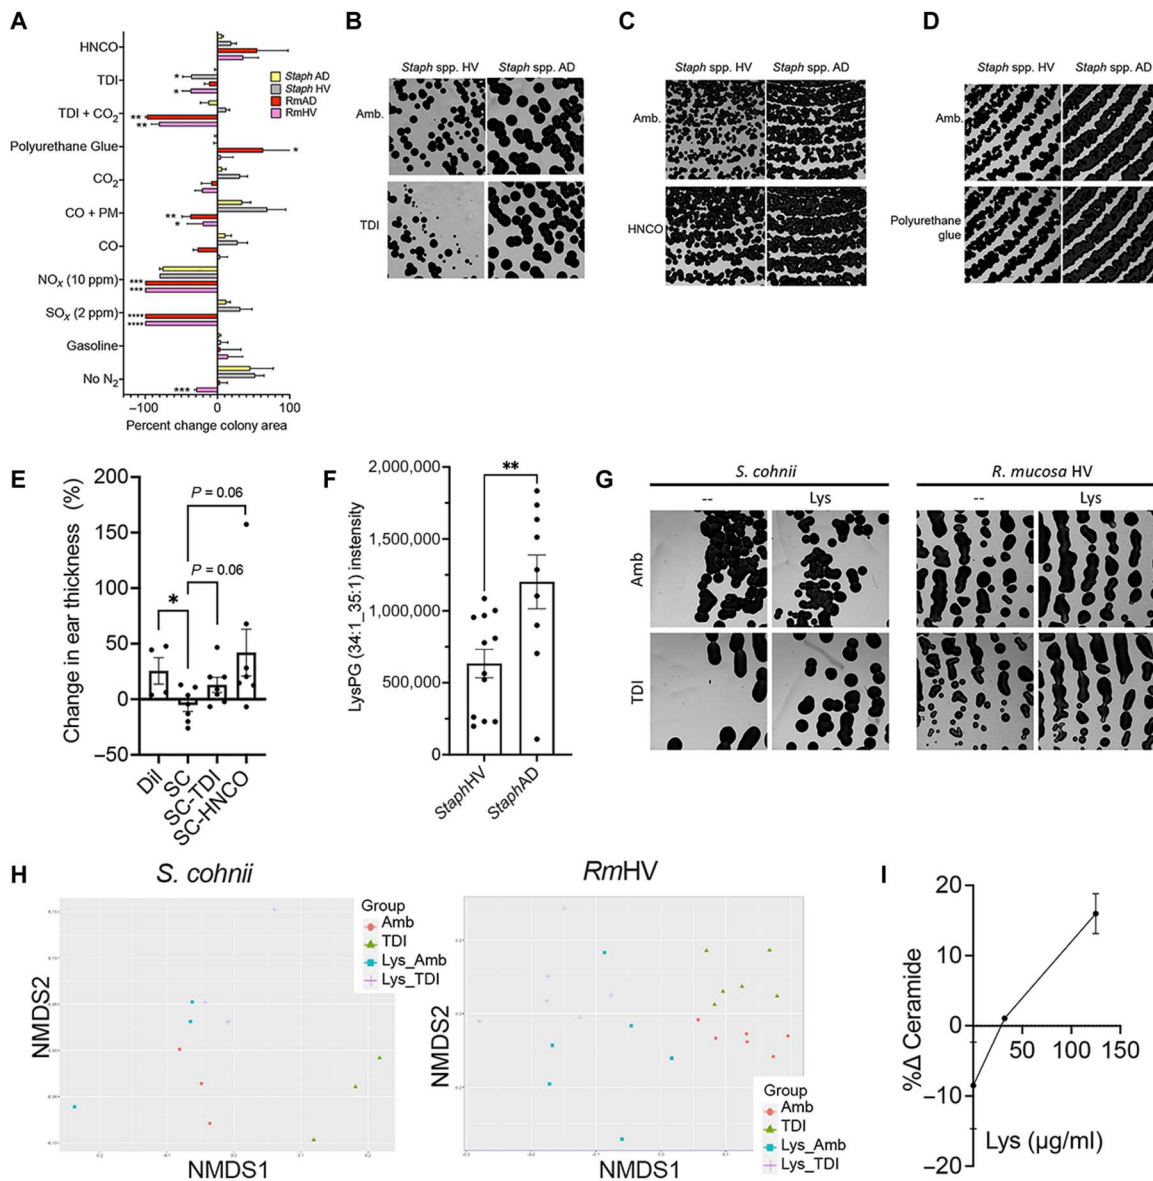 A
HNCO
TDI
*
*
TDI + CO2
**
**
Polyurethane Glue
*
CO2
CO + PM
**
*
CO
NOx (10 ppm)
***
***
SOx (2 ppm)
****
****
Gasoline
No N2
***
Staph AD
Staph HV
RmAD
RmHV
−100
0
100
Percent change colony area
B
Staph spp. HV
Staph spp. AD
Amb.
TDI
C
Staph spp. HV
Staph spp. AD
Amb.
HNCO
D
Staph spp. HV
Staph spp. AD
Amb.
Polyurethane
glue
E
Change in ear thickness (%)
200
150
100
50
0
−50
P = 0.06
P = 0.06
*
Dil
SC
SC-TDI
SC-HNCO
F
LysPG (34:1_35:1) instensity
2,000,000
1,500,000
1,000,000
500,000
0
**
StaphHV
StaphAD
G
S. cohnii
R. mucosa HV
--
Lys
--
Lys
Amb
TDI
H
S. cohnii
NMDS2
NMDS1
Group
Amb
TDI
Lys_Amb
Lys_TDI
RmHV
NMDS2
NMDS1
Group
Amb
TDI
Lys_Amb
Lys_TDI
I
%Δ Ceramide
20
10
0
−10
−20
50
100
150
Lys (µg/ml)